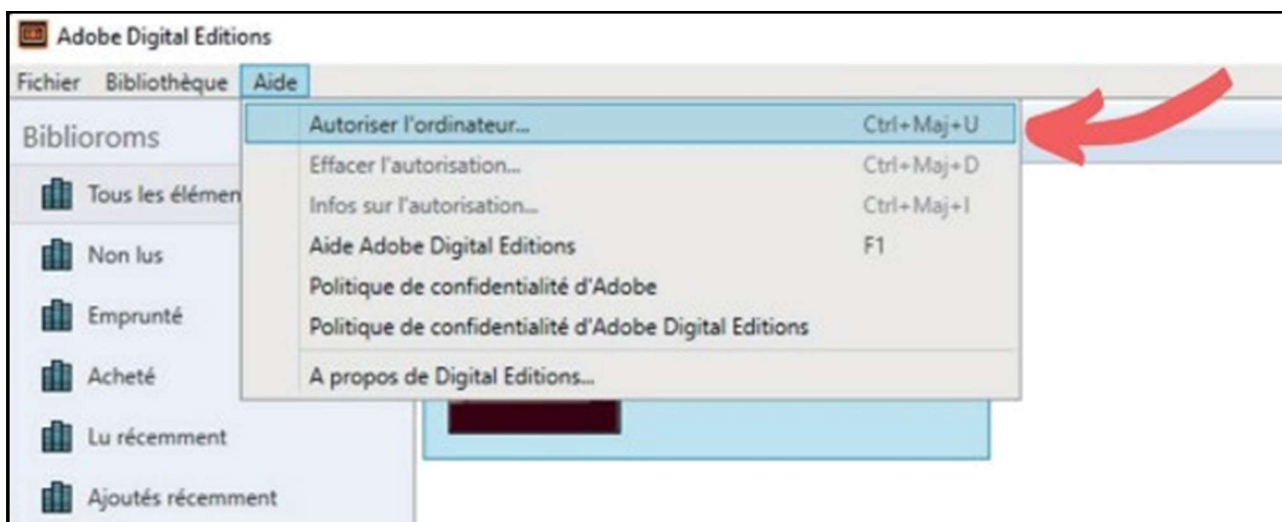 Adobe Digital Editions
Fichier Bibliothèque Aide
Biblioroms
Autoriser l'ordinateur... Ctrl+Maj+U
Effacer l'autorisation... Ctrl+Maj+D
Infos sur l'autorisation... Ctrl+Maj+I
Aide Adobe Digital Editions F1
Politique de confidentialité d'Adobe
Politique de confidentialité d'Adobe Digital Editions
A propos de Digital Editions...
Tous les élémen
Non lus
Emprunté
Acheté
Lu récemment
Ajoutés récemment